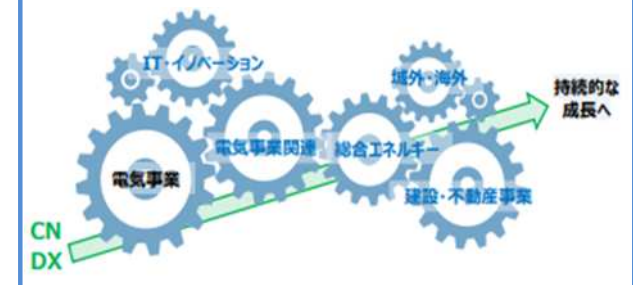 IT・イノベーション
域外・海外
持続的な
成長へ
電気事業関連
総合エネルギー
電気事業
建設・不動産事業
CN
DX